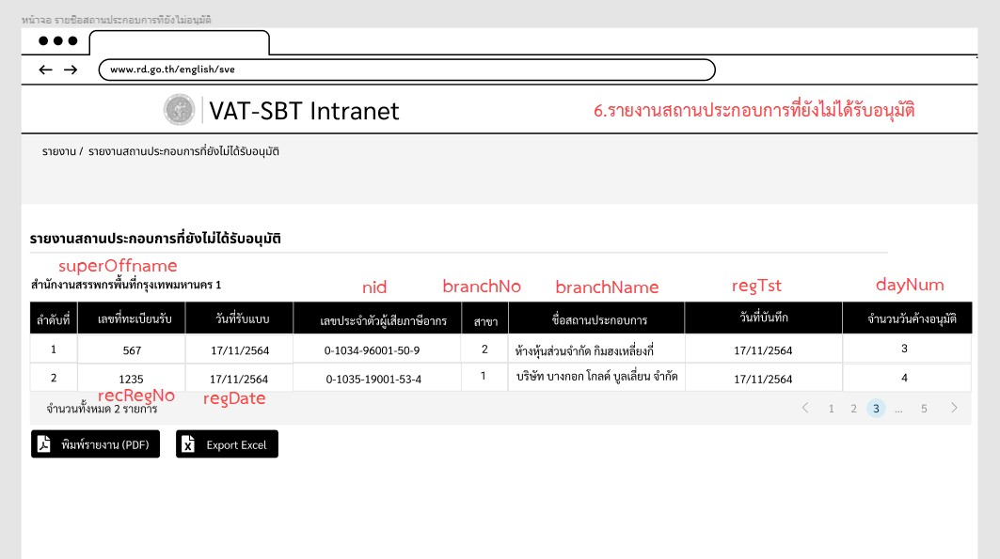 หน้าจอ รายชื่อสถานประกอบการที่ยังไม่อนุมัติ
www.rd.go.th/english/sve
VAT-SBT Intranet
6.รายงานสถานประกอบการที่ยังไม่ได้รับอนุมัติ
รายงาน / รายงานสถานประกอบการที่ยังไม่ได้รับอนุมัติ
รายงานสถานประกอบการที่ยังไม่ได้รับอนุมัติ
superOffname
สำนักงานสรรพกรพื้นที่กรุงเทพมหานคร 1
nid branchNo branchName regTst dayNum
ลำดับที่ เลขที่ทะเบียนรับ วันที่รับแบบ เลขประจำตัวผู้เสียภาษีอากร สาขา ชื่อสถานประกอบการ วันที่บันทึก จำนวนวันค้างอนุมัติ
1 567 17/11/2564 0-1034-96001-50-9 2 ห้างหุ้นส่วนจำกัด กิมฮงเหลี่ยงกี่ 17/11/2564 3
2 1235 17/11/2564 0-1035-19001-53-4 1 บริษัท บางกอก โกลด์ บูลเลี่ยน จำกัด 17/11/2564 4
recRegNo regDate
จำนวนทั้งหมด 2 รายการ 1 2 3 ... 5
พิมพ์รายงาน (PDF) Export Excel